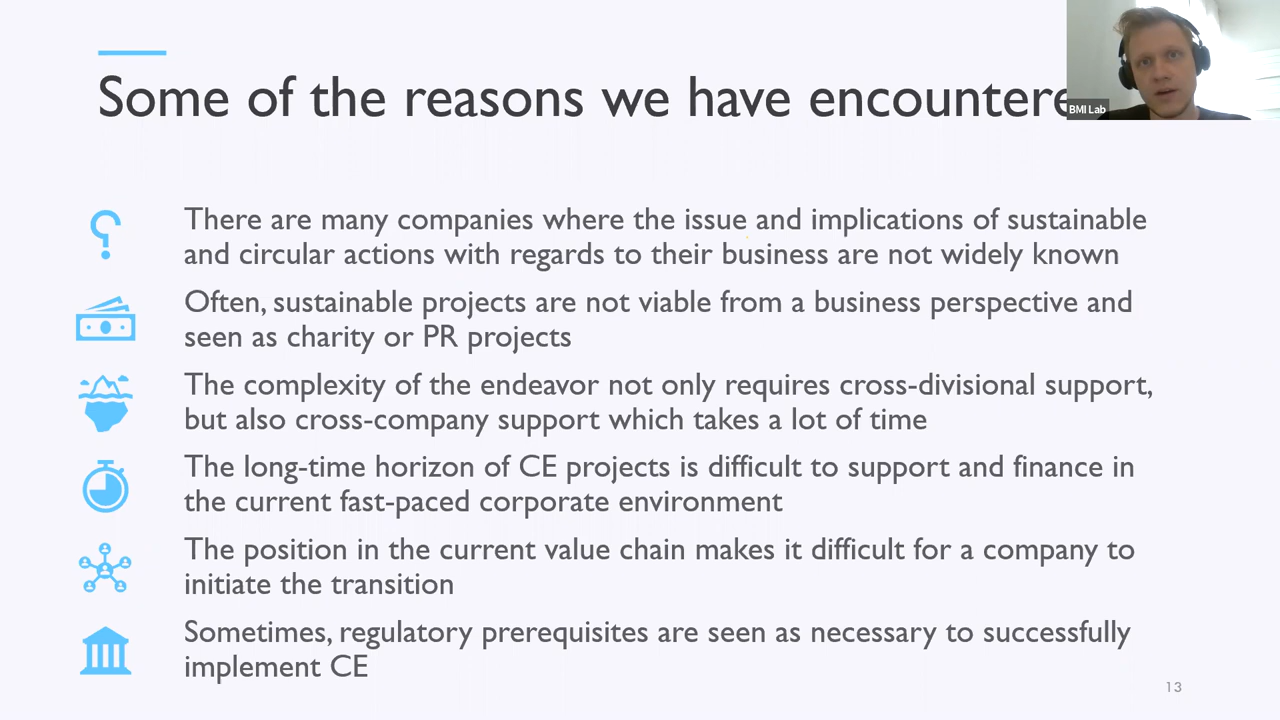 Some of the reasons we have encountere
BMI Lab
There are many companies where the issue and implications of sustainable
and circular actions with regards to their business are not widely known
Often, sustainable projects are not viable from a business perspective and
seen as charity or PR projects
The complexity of the endeavor not only requires cross-divisional support,
but also cross-company support which takes a lot of time
The long-time horizon of CE projects is difficult to support and finance in
the current fast-paced corporate environment
The position in the current value chain makes it difficult for a company to
initiate the transition
Sometimes, regulatory prerequisites are seen as necessary to successfully
implement CE
13